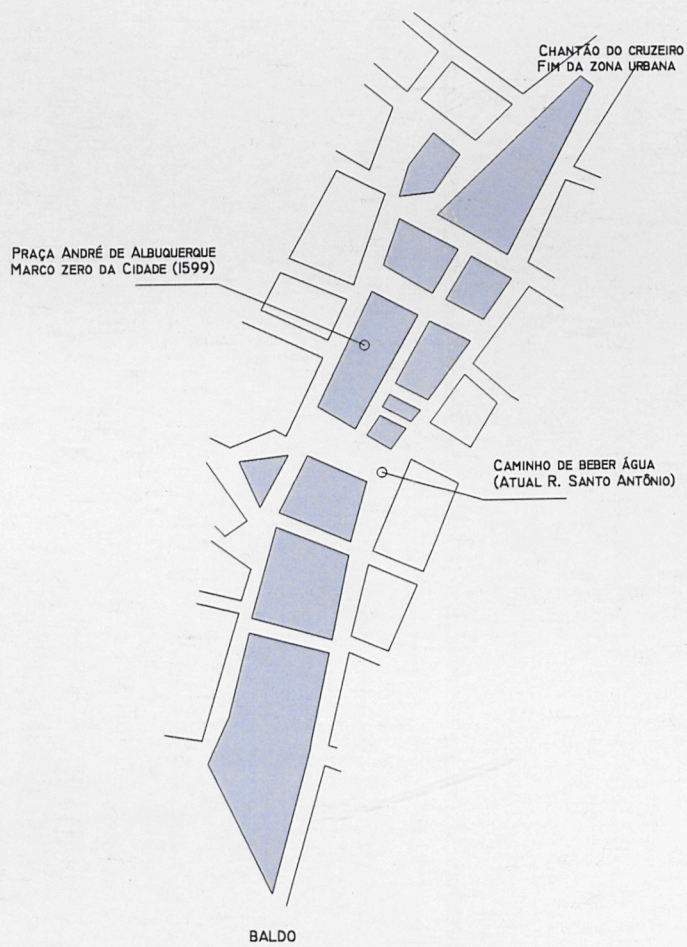 CHANTÃO DO CRUZEIRO
FIM DA ZONA URBANA
PRAÇA ANDRÉ DE ALBUQUERQUE
MARCO ZERO DA CIDADE (1599)
CAMINHO DE BEBER ÁGUA
(ATUAL R. SANTO ANTÔNIO)
BALDO